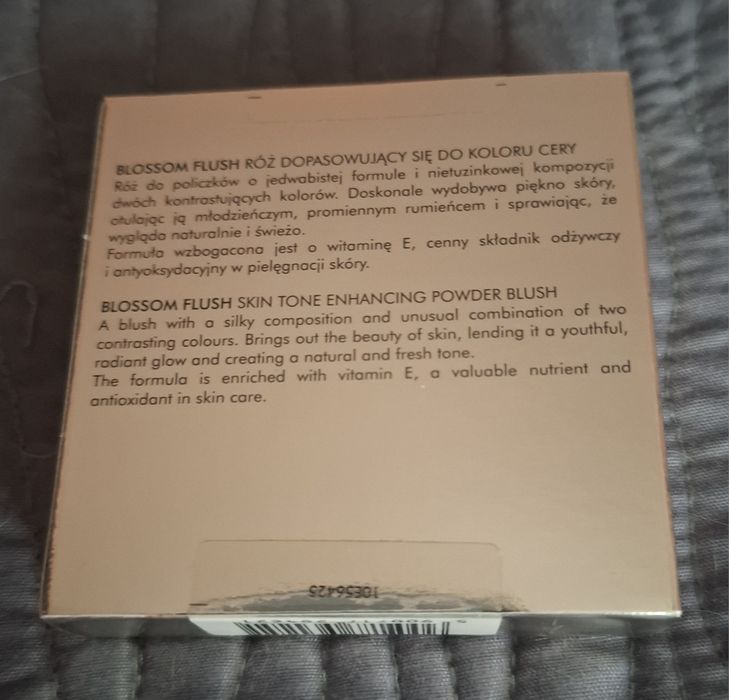 BLOSSOM FLUSH RÓŻ DOPASOWUJĄCY SIĘ DO KOLORU CERY
Róż do policzków o jedwabistej formule i nietuzinkowej kompozycji
dwóch kontrastujących kolorów. Doskonale wydobywa piękno skóry,
otulając ją młodzieńczym, promiennym rumieńcem i sprawiając, że
wygląda naturalnie i świeżo.
Formuła wzbogacona jest o witaminę E, cenny składnik odżywczy
i antyoksydacyjny w pielęgnacji skóry.
BLOSSOM FLUSH SKIN TONE ENHANCING POWDER BLUSH
A blush with a silky composition and unusual combination of two
contrasting colours. Brings out the beauty of skin, lending it a youthful,
radiant glow and creating a natural and fresh tone.
The formula is enriched with vitamin E, a valuable nutrient and
antioxidant in skin care.
10E56425